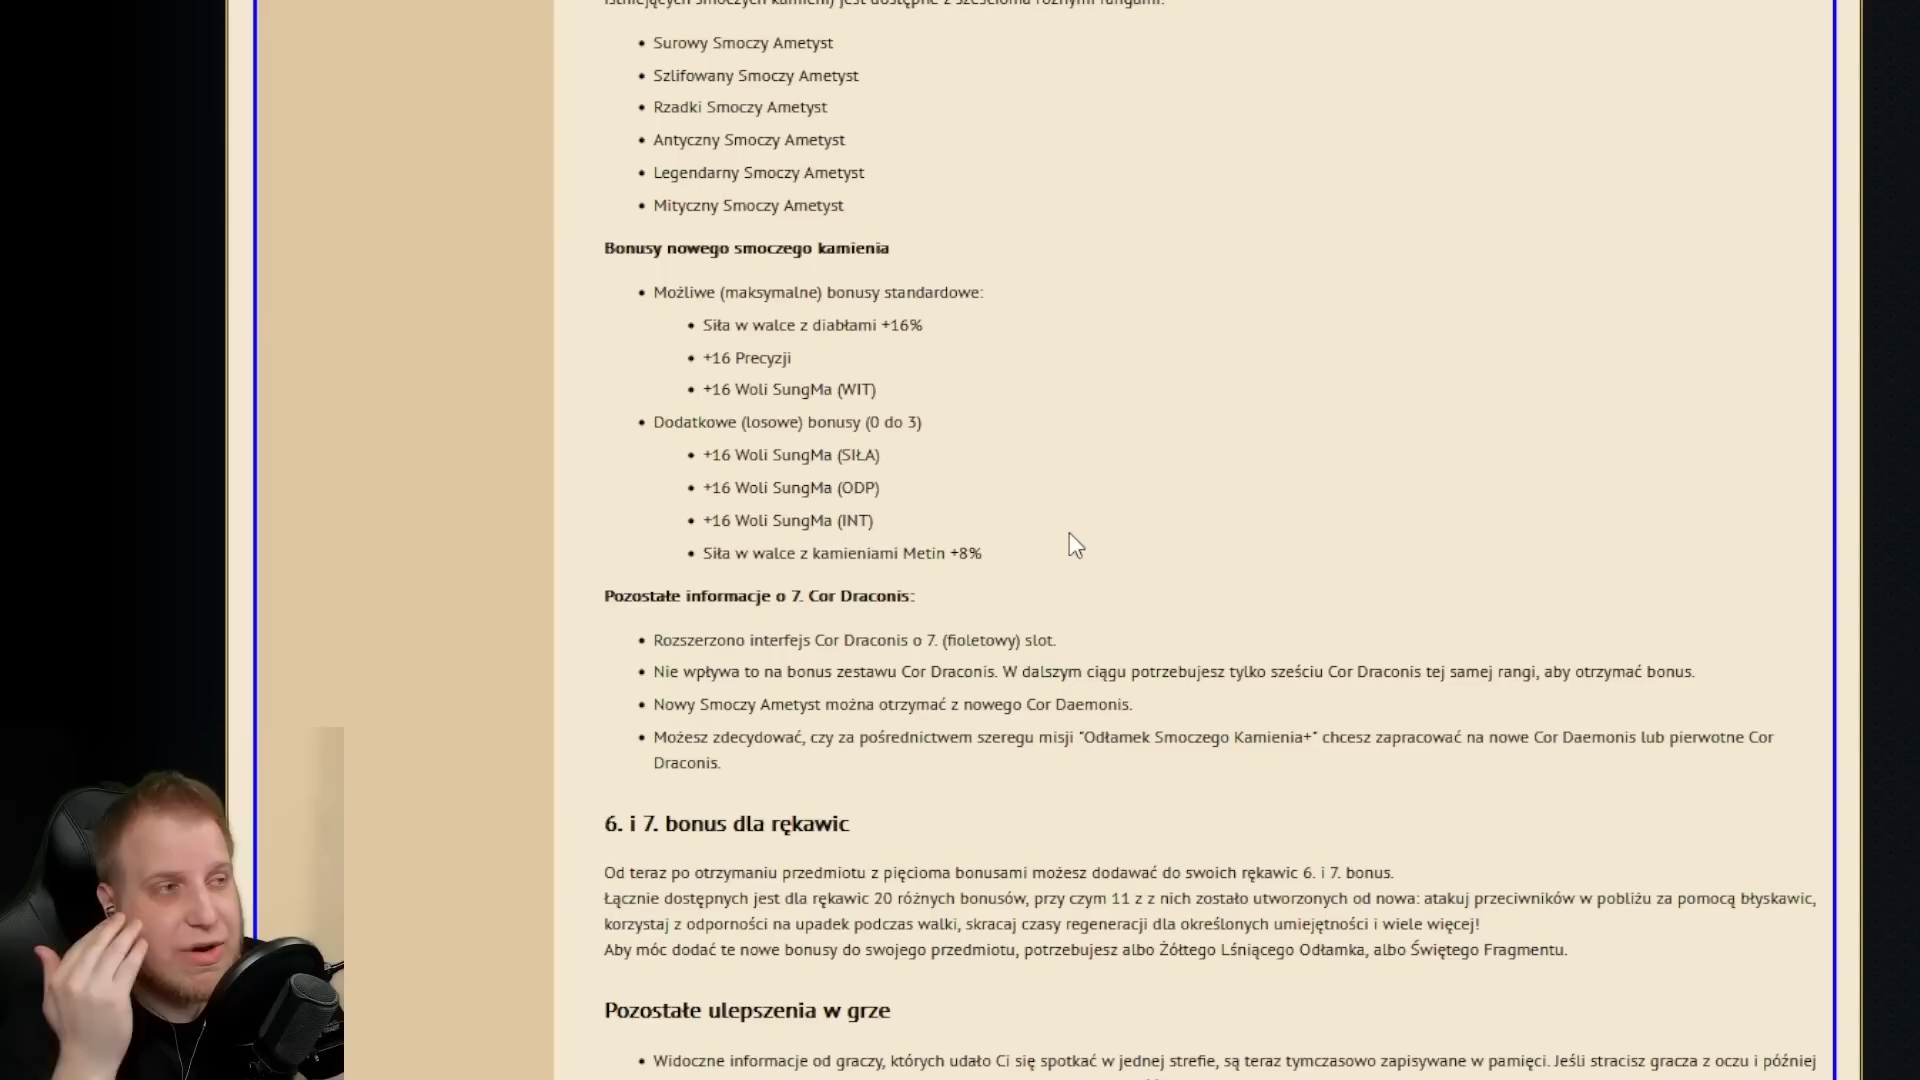 istniejących smoczych kamieni) jest dostępne z sześcioma różnymi rangami:
Surowy Smoczy Ametyst
Szlifowany Smoczy Ametyst
Rzadki Smoczy Ametyst
Antyczny Smoczy Ametyst
Legendarny Smoczy Ametyst
Mityczny Smoczy Ametyst
Bonusy nowego smoczego kamienia
Możliwe (maksymalne) bonusy standardowe:
Siła w walce z diabłami +16%
+16 Precyzji
+16 Woli SungMa (WIT)
Dodatkowe (losowe) bonusy (0 do 3)
+16 Woli SungMa (SIŁA)
+16 Woli SungMa (ODP)
+16 Woli SungMa (INT)
Siła w walce z kamieniami Metin +8%
Pozostałe informacje o 7. Cor Draconis:
Rozszerzono interfejs Cor Draconis o 7. (fioletowy) slot.
Nie wpływa to na bonus zestawu Cor Draconis. W dalszym ciągu potrzebujesz tylko sześciu Cor Draconis tej samej rangi, aby otrzymać bonus.
Nowy Smoczy Ametyst można otrzymać z nowego Cor Daemonis.
Możesz zdecydować, czy za pośrednictwem szeregu misji "Odłamek Smoczego Kamienia+" chcesz zapracować na nowe Cor Daemonis lub pierwotne Cor
Draconis.
6. i 7. bonus dla rękawic
Od teraz po otrzymaniu przedmiotu z pięcioma bonusami możesz dodawać do swoich rękawic 6. i 7. bonus.
Łącznie dostępnych jest dla rękawic 20 różnych bonusów, przy czym 11 z z nich zostało utworzonych od nowa: atakuj przeciwników w pobliżu za pomocą błyskawic,
korzystaj z odporności na upadek podczas walki, skracaj czasy regeneracji dla określonych umiejętności i wiele więcej!
Aby móc dodać te nowe bonusy do swojego przedmiotu, potrzebujesz albo Żółtego Lśniącego Odłamka, albo Świętego Fragmentu.
Pozostałe ulepszenia w grze
Widoczne informacje od graczy, których udało Ci się spotkać w jednej strefie, są teraz tymczasowo zapisywane w pamięci. Jeśli stracisz gracza z oczu i później